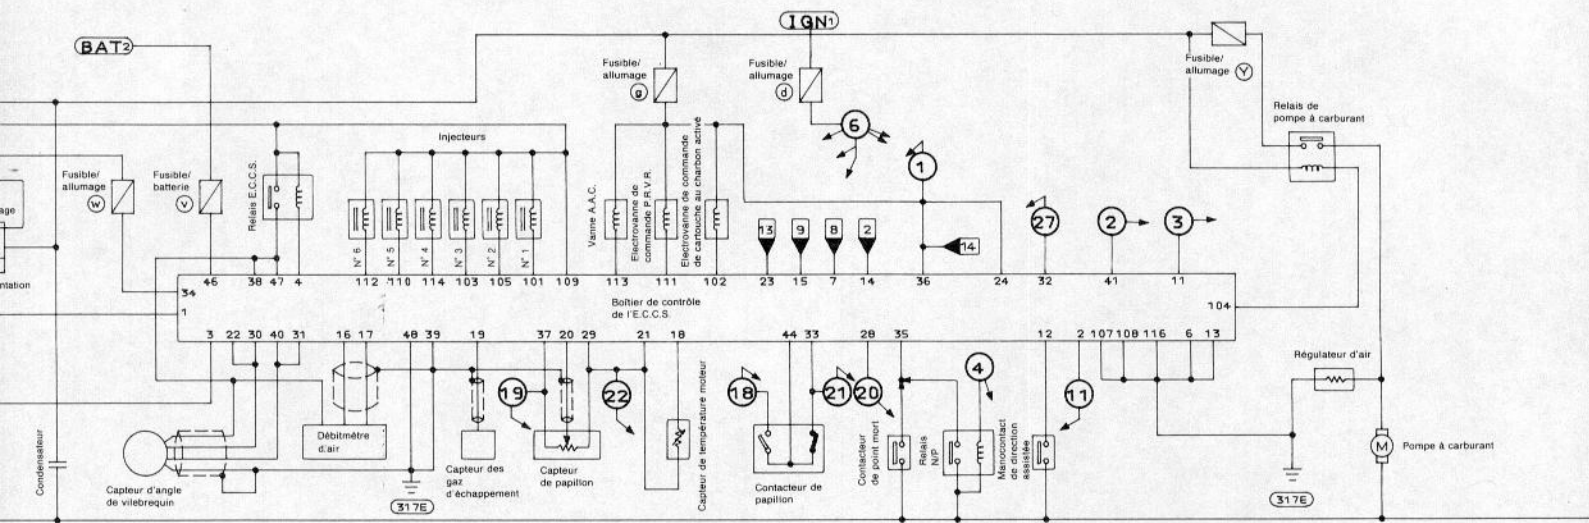 IGN1
BAT2
Fusible/
allumage
g
Fusible/
allumage
d
Fusible/
allumage
Y
Relais de
pompe à carburant
6
Injecteurs
1
Fusible/
allumage
w
Fusible/
batterie
v
Relais E.C.C.S.
age
N° 6
N° 5
N° 4
N° 3
N° 2
N° 1
Vanne A.A.C.
Electrovanne de
commande P.R.V.R.
Electrovanne de commande
de cartouche au charbon activé
13
9
8
2
14
27
2
3
ntation
46 38 47 4 112 110 114 103 105 101 109 113 111 102 23 15 7 14 36 24 32 41 11
34
1
Boîtier de contrôle
de l'E.C.C.S.
104
3 22 30 40 31 16 17 48 39 19 37 20 29 21 18 44 33 28 35 12 2 107 108 116 6 13
Régulateur d'air
19
22
18
21
20
4
11
Capteur de température moteur
Débitmètre
d'air
Contacteur
de point mort
Relais
N/P
Manocontact
de direction
assistée
M
Pompe à carburant
Condensateur
Capteur d'angle
de vilebrequin
Capteur des
gaz
d'échappement
Capteur
de papillon
Contacteur de
papillon
317E
317E